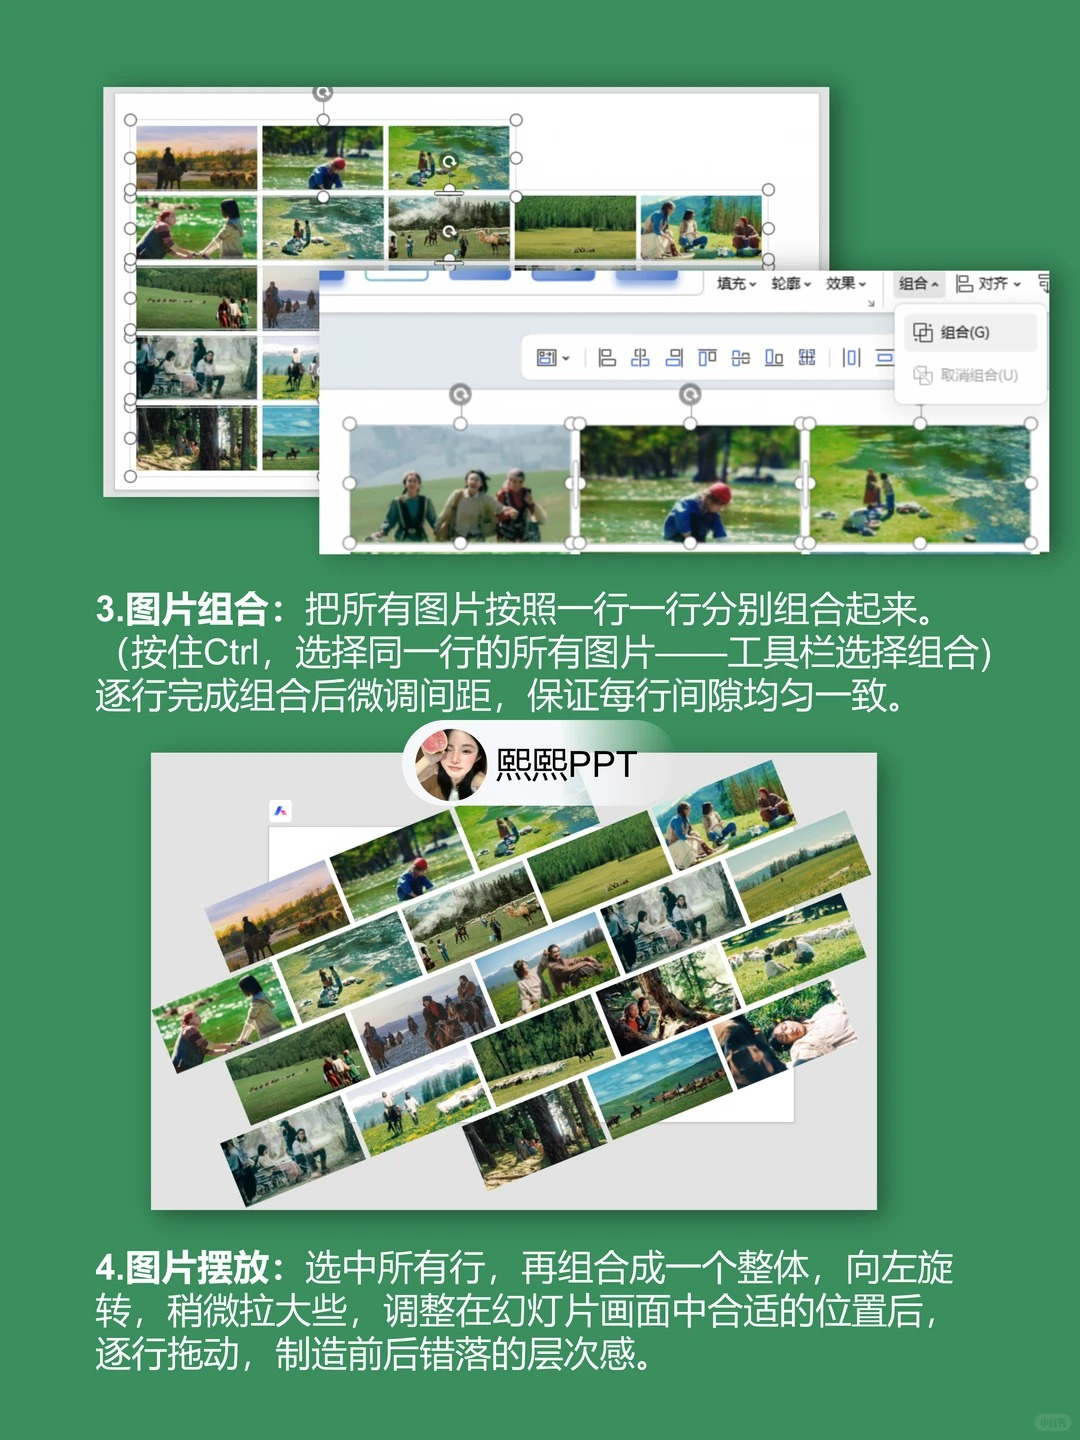 填充 轮廓 效果 组合 对齐
组合(G)
取消组合(U)
3.图片组合：把所有图片按照一行一行分别组合起来。
（按住Ctrl，选择同一行的所有图片——工具栏选择组合)
逐行完成组合后微调间距，保证每行间隙均匀一致。
熙熙PPT
4.图片摆放：选中所有行，再组合成一个整体，向左旋
转，稍微拉大些，调整在幻灯片画面中合适的位置后，
逐行拖动，制造前后错落的层次感。
小红书